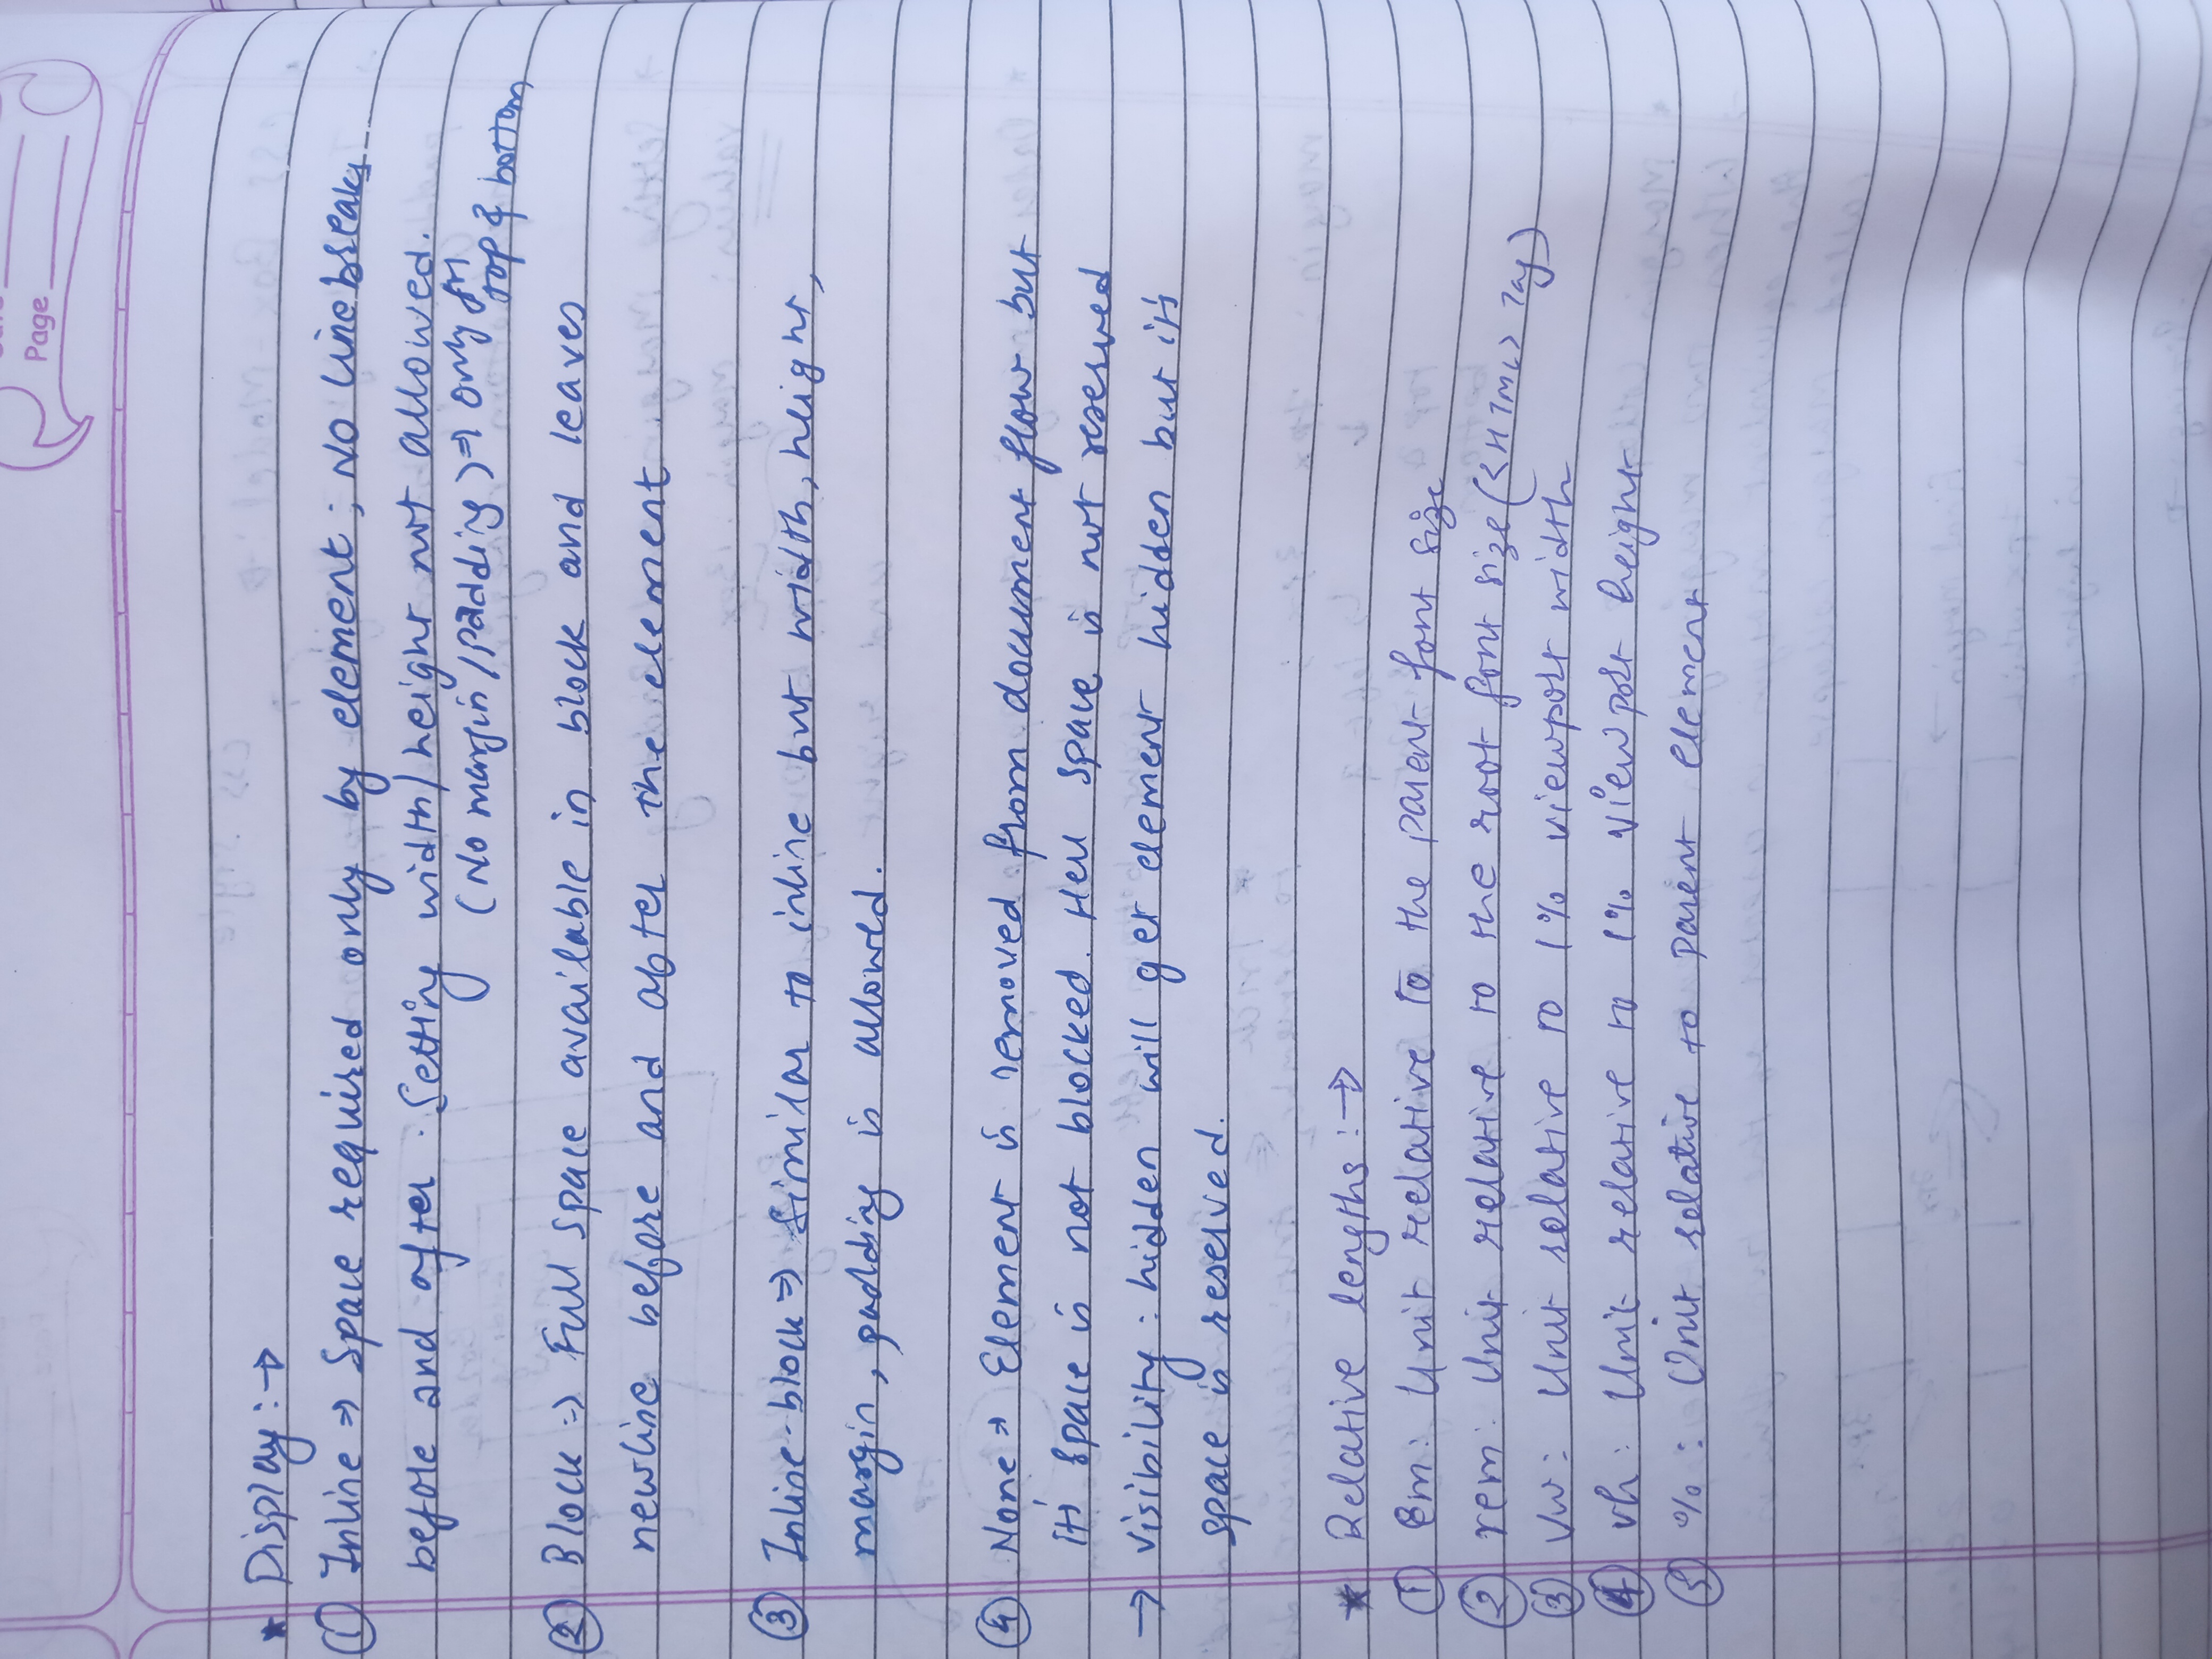 Page
* Display :→
① Inline ⇒ Space required only by element ; No line breaks
before and after . Setting width/height not allowed.
(No margin/padding) ⇒ only for
top & bottom
② Block ⇒ Full space available in block and leaves
newline before and after the element .
③ Inline-block ⇒ Similar to inline but width, height,
margin, padding is allowed.
④ None → Element is removed from document flow but
it's space is not blocked. Here space is not reserved
→ visibility : hidden will get element hidden but it's
space is reserved.
* Relative lengths :→
① em : Unit relative to the parent font size
② rem : Unit relative to the root font size (<HTML> Tag)
③ vw : Unit relative to 1% viewport width
④ vh : Unit relative to 1% viewport height
⑤ % : Unit relative to parent element